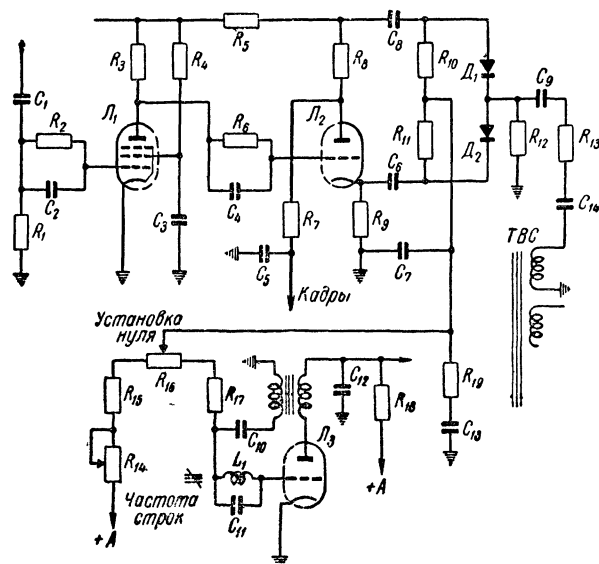 R5
C8
R3
R4
R8
R10
Д1
C9
C1
Л1
Л2
R2
R6
R11
Д2
R12
R13
C2
C4
C6
R1
C3
R7
R9
C14
C5
C7
ТВС
Кадры
Установка
нуля
R16
R15
R17
C12
R18
R19
C10
Л3
C13
R14
L1
Частота
строк
C11
+А
+А